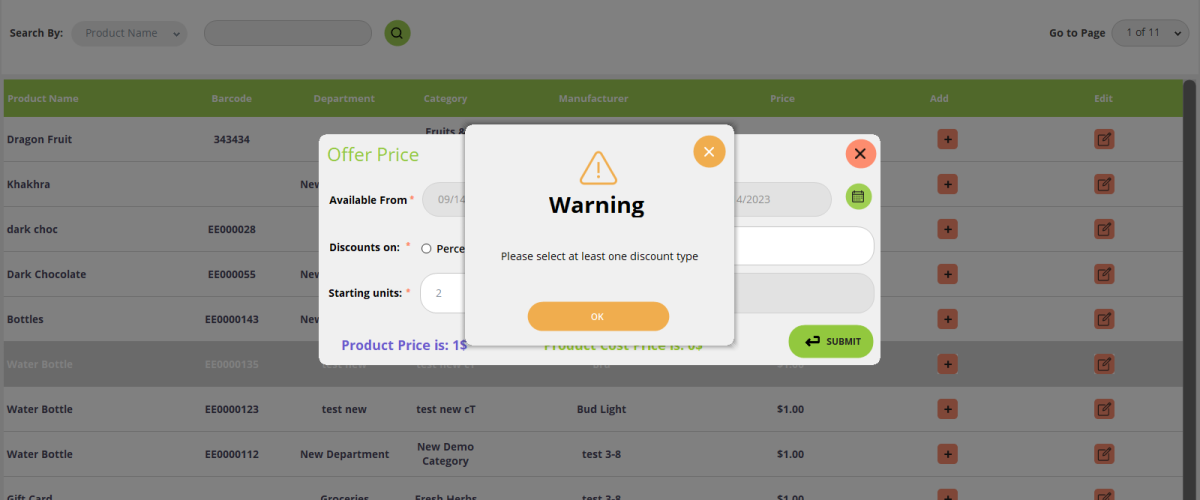 Search By: Product Name Go to Page 1 of 11
Product Name Barcode Department Category Manufacturer Price Add Edit
Dragon Fruit 343434 Fruits &
Offer Price
Warning
Khakhra New
Available From * 09/14 4/2023
dark choc EE000028
Discounts on: * Perce
Please select at least one discount type
Dark Chocolate EE000055 New
Starting units: * 2
Bottles EE0000143 New
OK
Product Price is: 1$ Product Cost Price is: 0$ SUBMIT
Water Bottle EE0000135 test new test new cT $1.00
Water Bottle EE0000123 test new test new cT Bud Light $1.00
Water Bottle EE0000112 New Department New Demo
Category test 3-8 $1.00
Gift Card Groceries Fresh Herbs test 3-8 $1.00